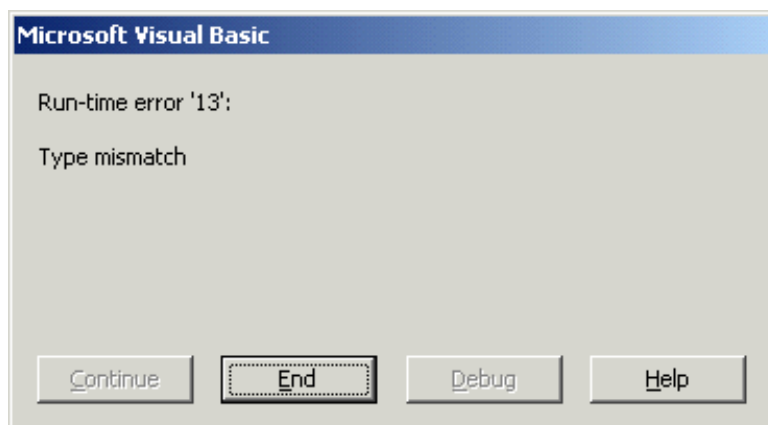 Microsoft Visual Basic
Run-time error '13':
Type mismatch
Continue
End
Debug
Help